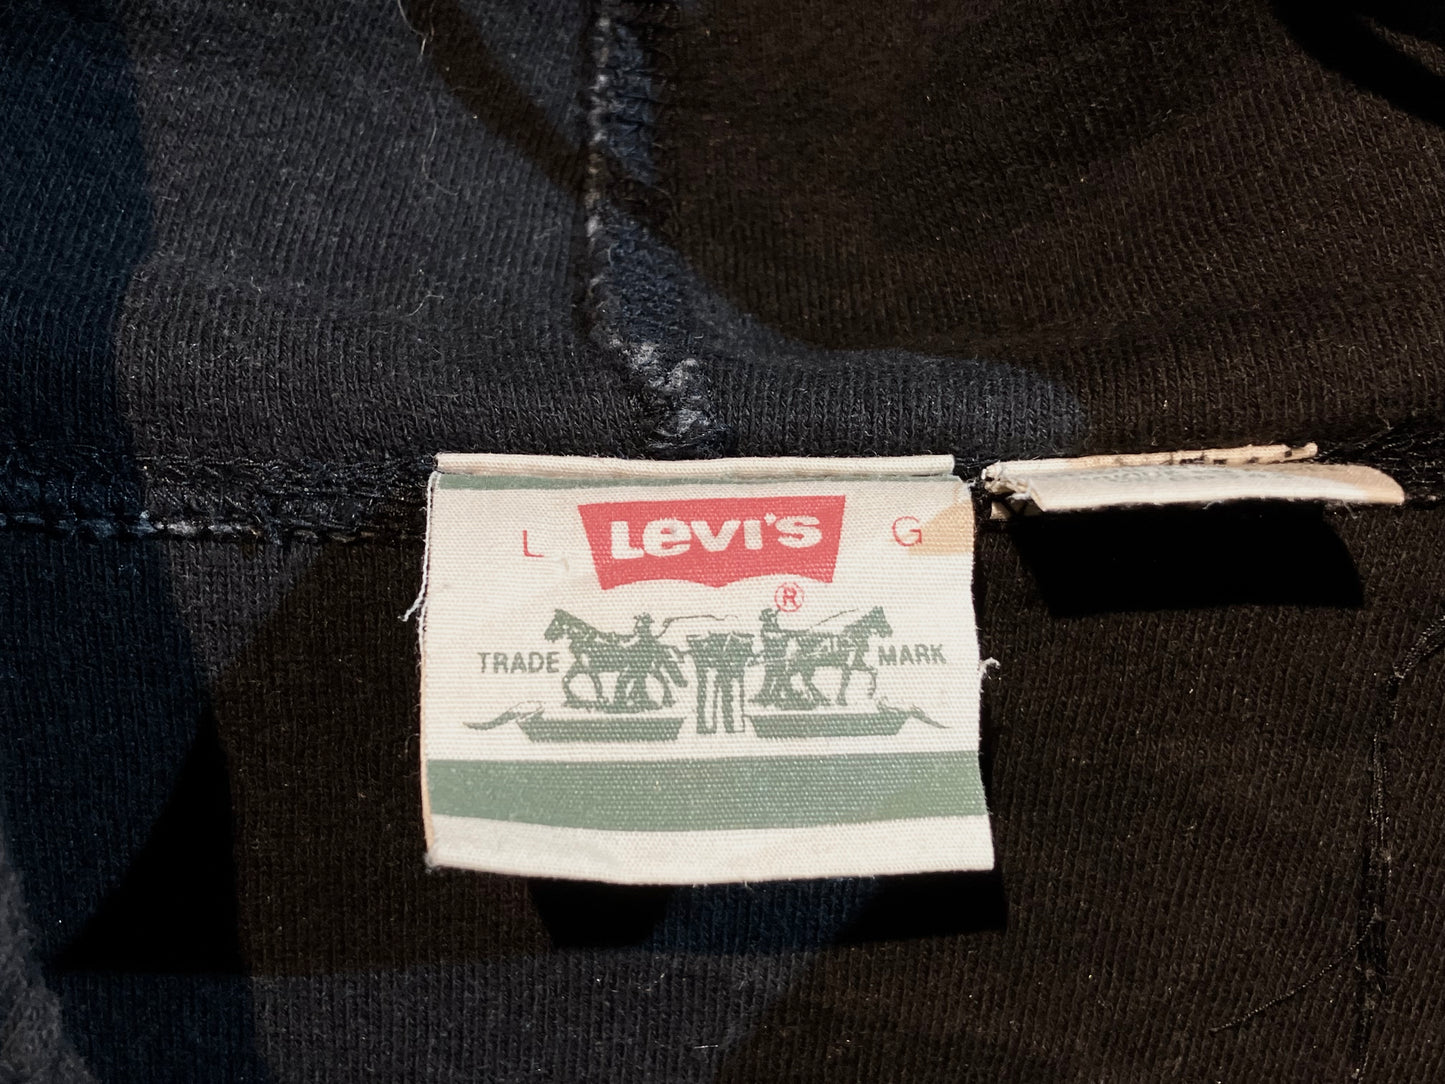 L Levi's G
®
TRADE MARK